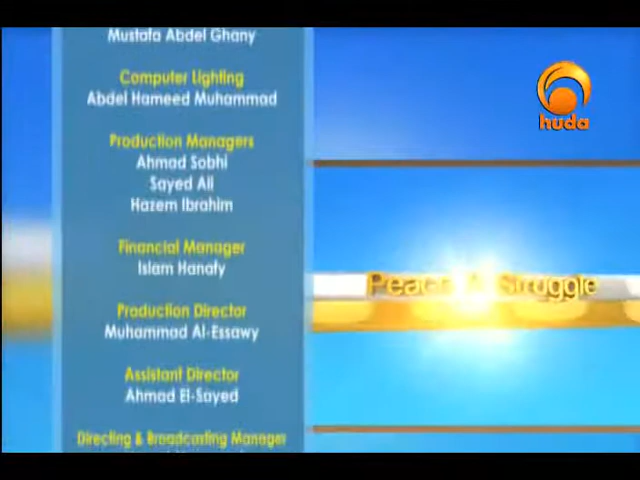 Mustafa Abdel Ghany
Computer Lighting
Abdel Hameed Muhammad
Production Managers
Ahmad Sobhi
Sayed Ali
Hazem Ibrahim
Financial Manager
Islam Hanafy
Production Director
Muhammad Al-Essawy
Assistant Director
Ahmad El-Sayed
Directing & Broadcasting Manager
huda
Peace Struggle